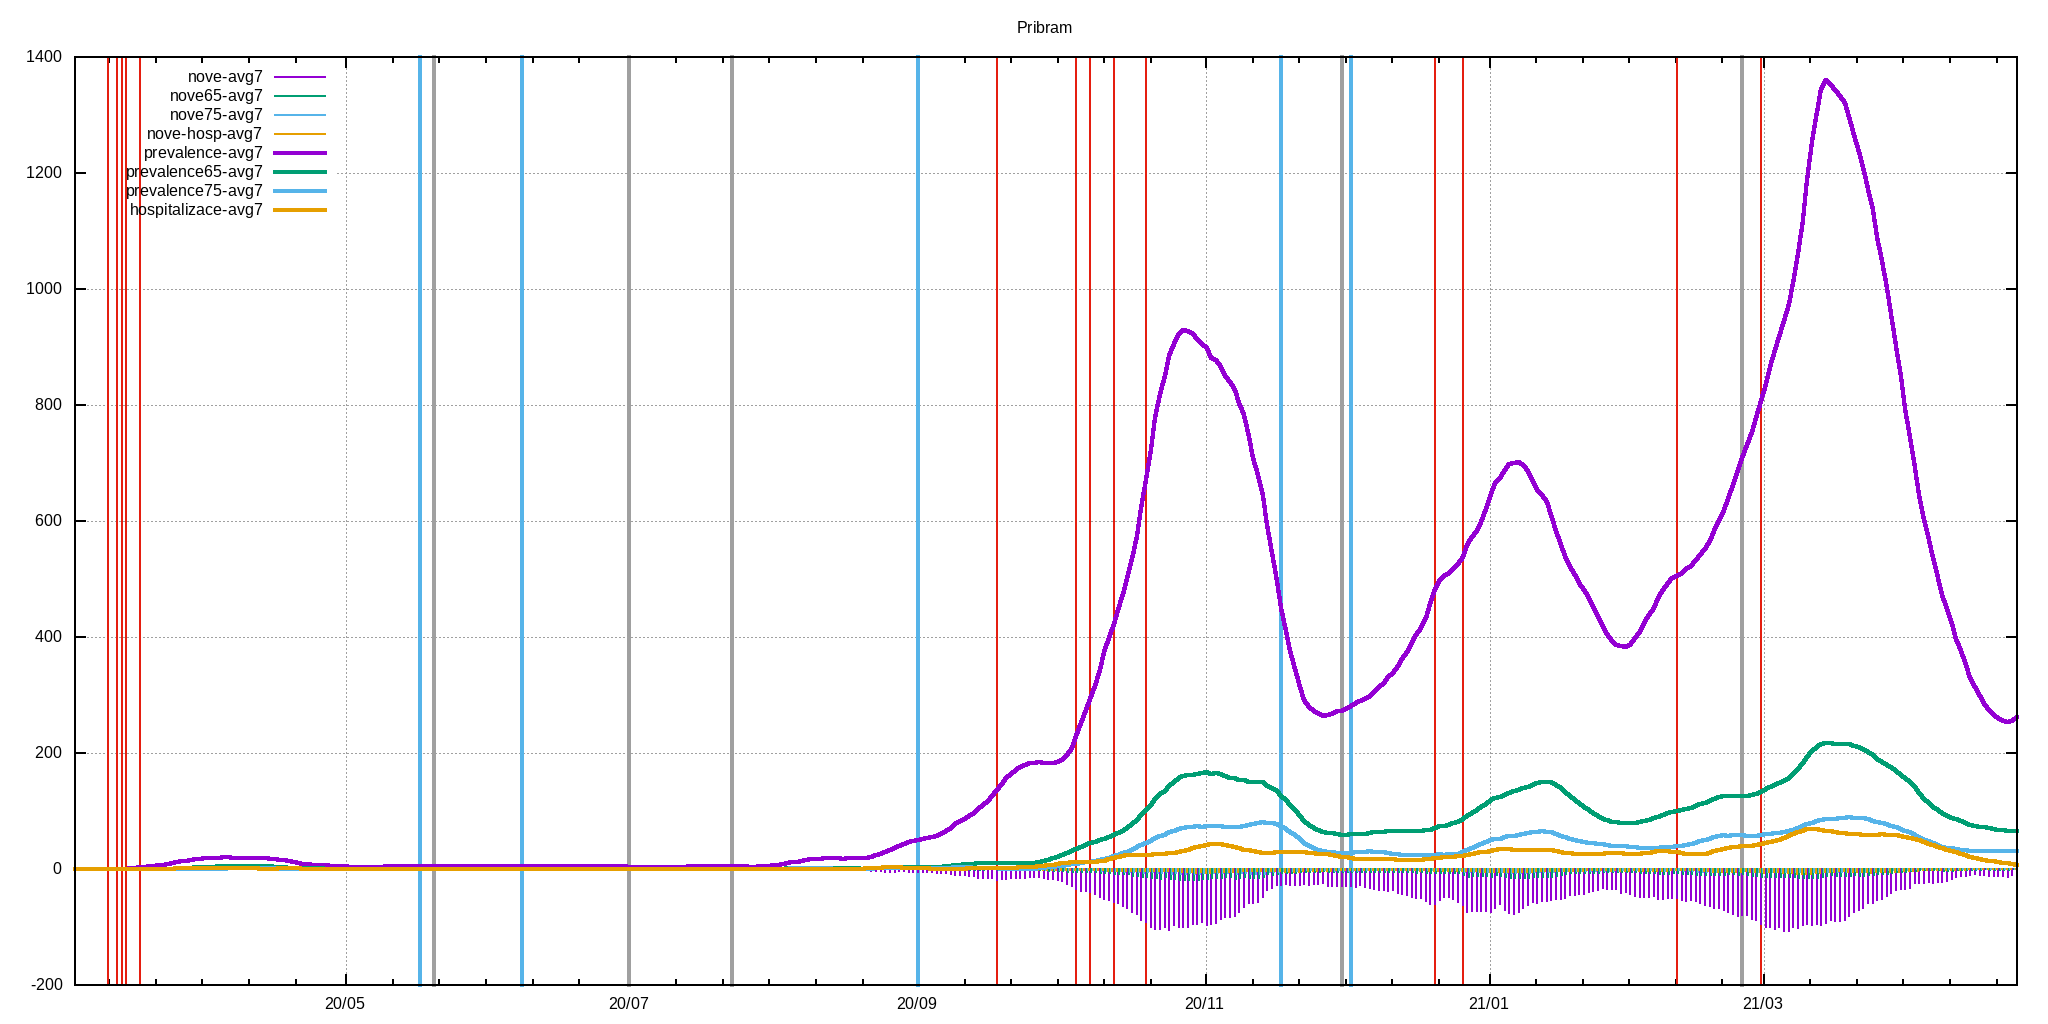 Pribram
1400
1200
1000
800
600
400
200
0
-200
nove-avg7
nove65-avg7
nove75-avg7
nove-hosp-avg7
prevalence-avg7
prevalence65-avg7
prevalence75-avg7
hospitalizace-avg7
20/05
20/07
20/09
20/11
21/01
21/03